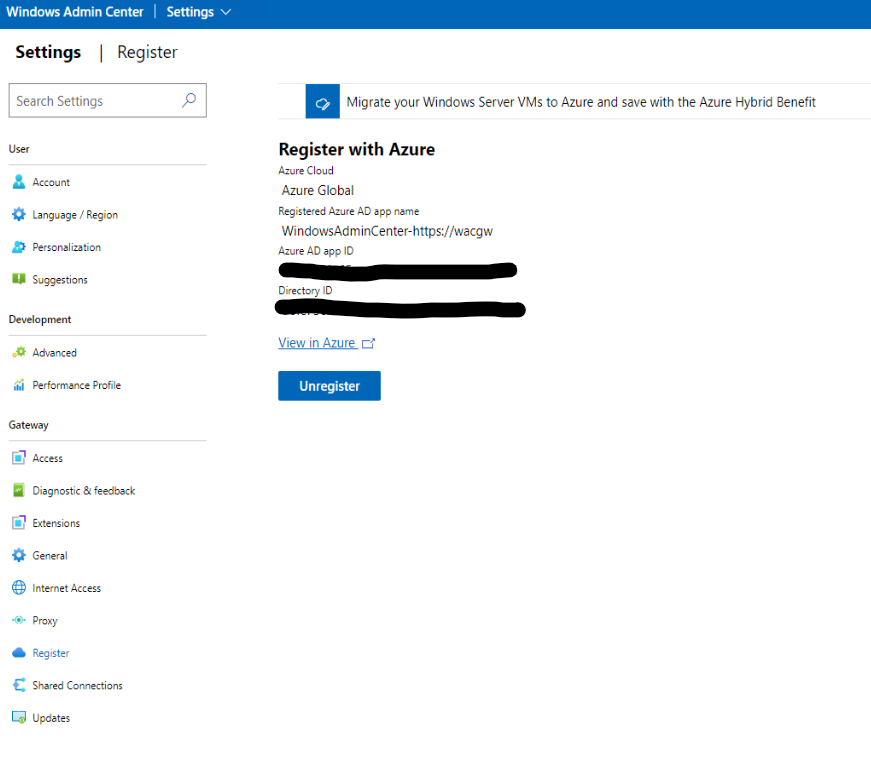 Windows Admin Center | Settings
Settings | Register
Search Settings
User
Account
Language / Region
Personalization
Suggestions
Development
Advanced
Performance Profile
Gateway
Access
Diagnostic & feedback
Extensions
General
Internet Access
Proxy
Register
Shared Connections
Updates
Migrate your Windows Server VMs to Azure and save with the Azure Hybrid Benefit
Register with Azure
Azure Cloud
Azure Global
Registered Azure AD app name
WindowsAdminCenter-https://wacgw
Azure AD app ID
Directory ID
View in Azure
Unregister